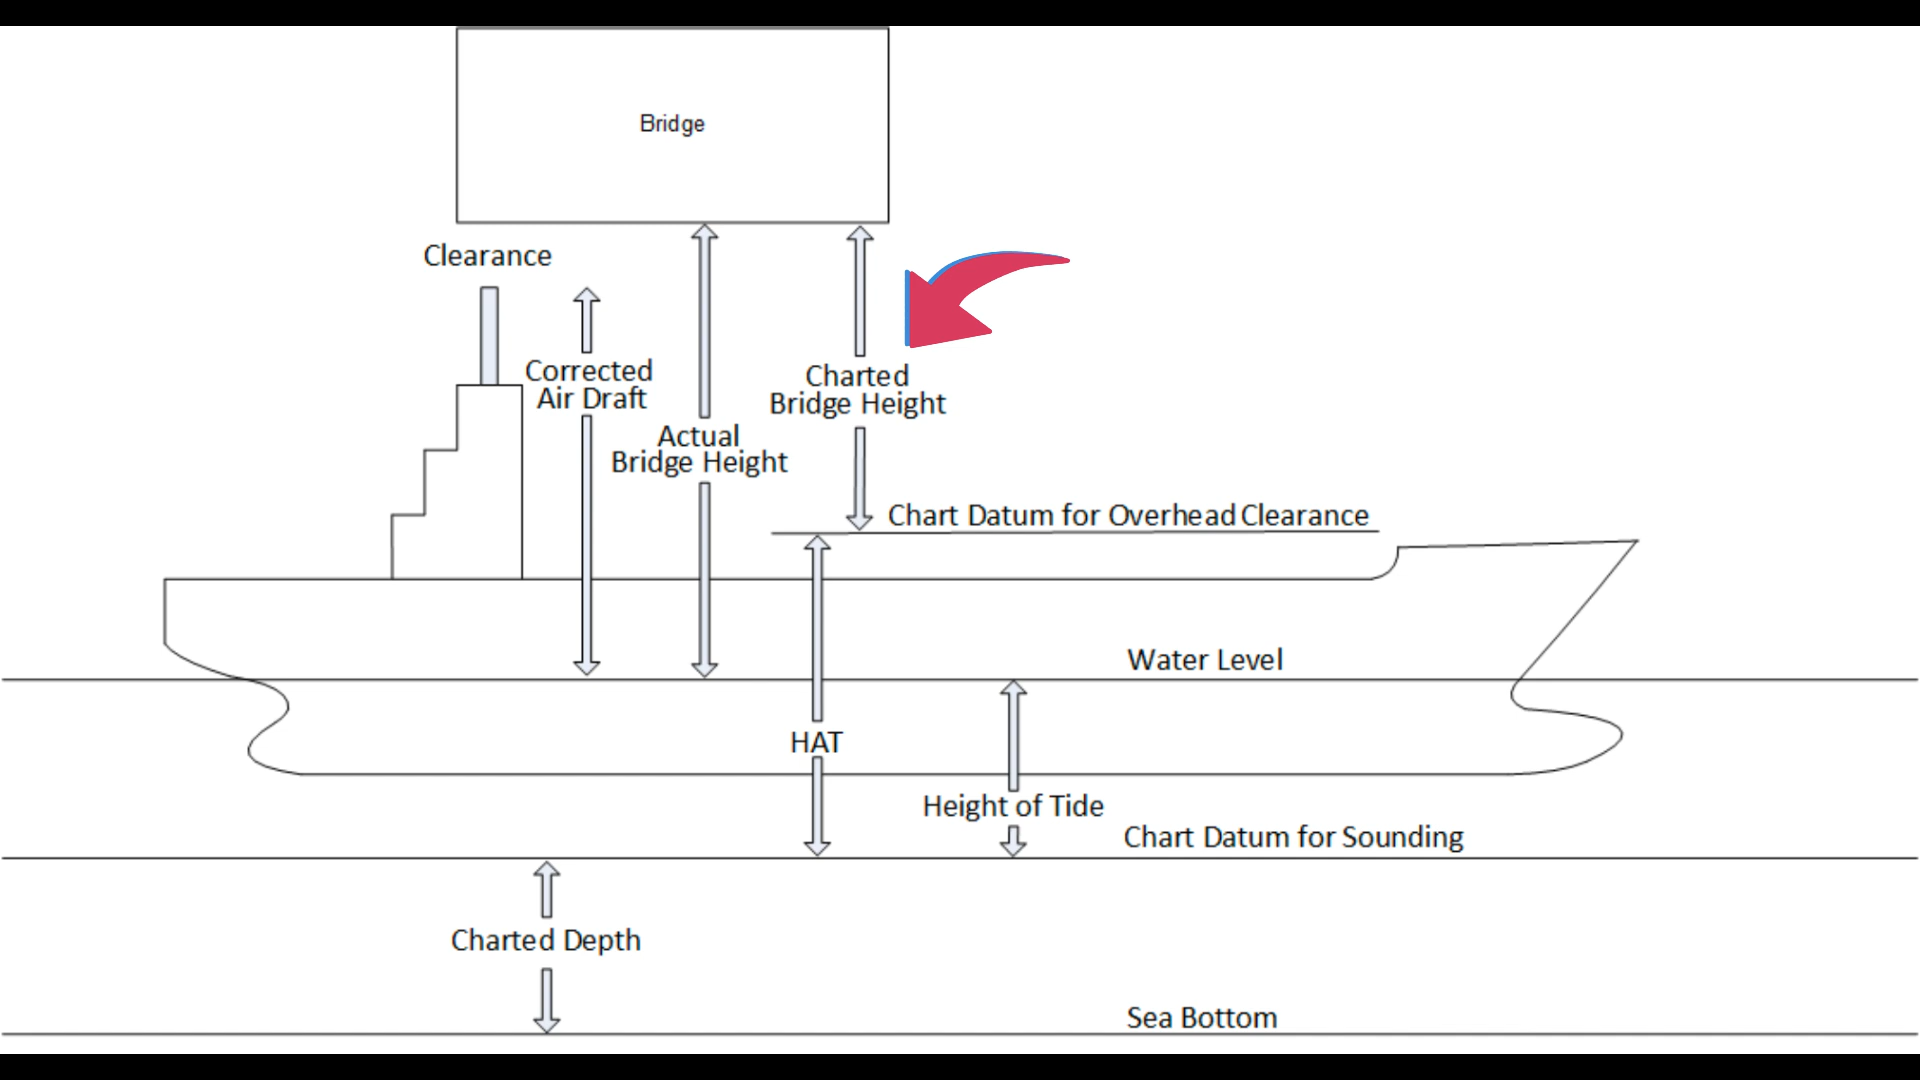 Bridge
Clearance
Corrected
Air Draft
Charted
Bridge Height
Actual
Bridge Height
Chart Datum for Overhead Clearance
Water Level
HAT
Height of Tide
Chart Datum for Sounding
Charted Depth
Sea Bottom